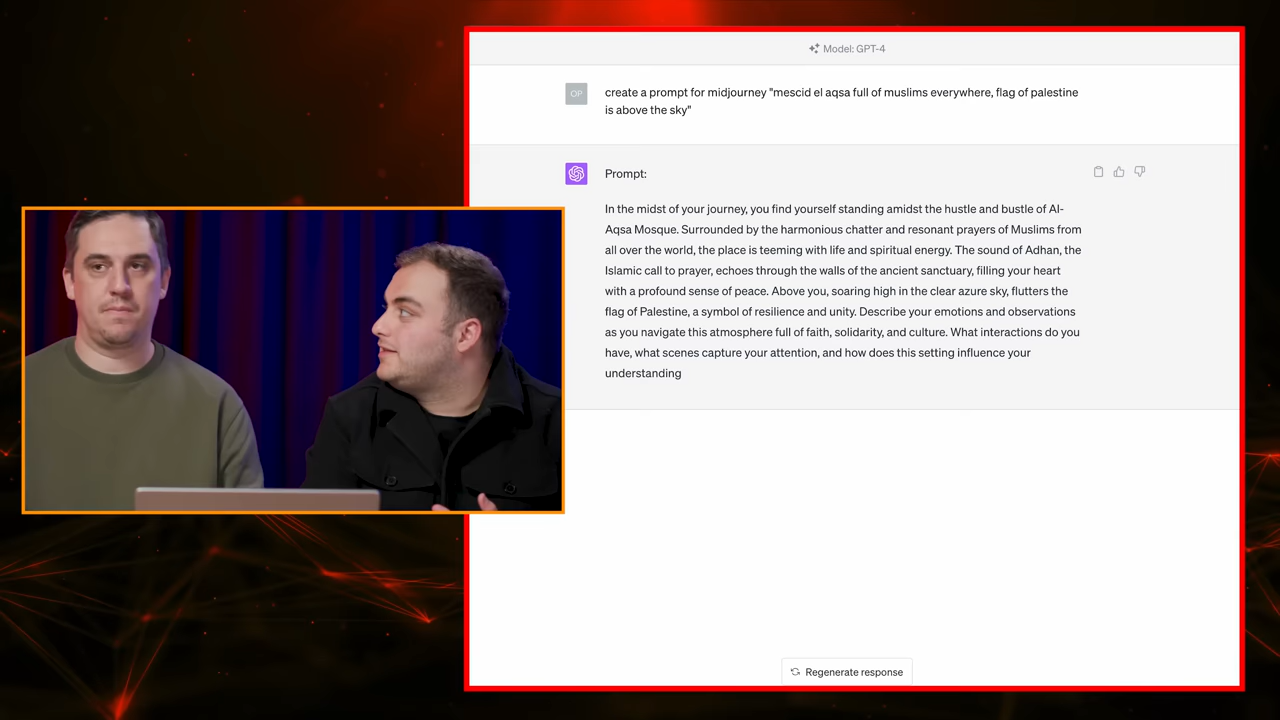 Model: GPT-4
OP
create a prompt for midjourney "mescid el aqsa full of muslims everywhere, flag of palestine
is above the sky"
Prompt:
In the midst of your journey, you find yourself standing amidst the hustle and bustle of Al-
Aqsa Mosque. Surrounded by the harmonious chatter and resonant prayers of Muslims from
all over the world, the place is teeming with life and spiritual energy. The sound of Adhan, the
Islamic call to prayer, echoes through the walls of the ancient sanctuary, filling your heart
with a profound sense of peace. Above you, soaring high in the clear azure sky, flutters the
flag of Palestine, a symbol of resilience and unity. Describe your emotions and observations
as you navigate this atmosphere full of faith, solidarity, and culture. What interactions do you
have, what scenes capture your attention, and how does this setting influence your
understanding
Regenerate response